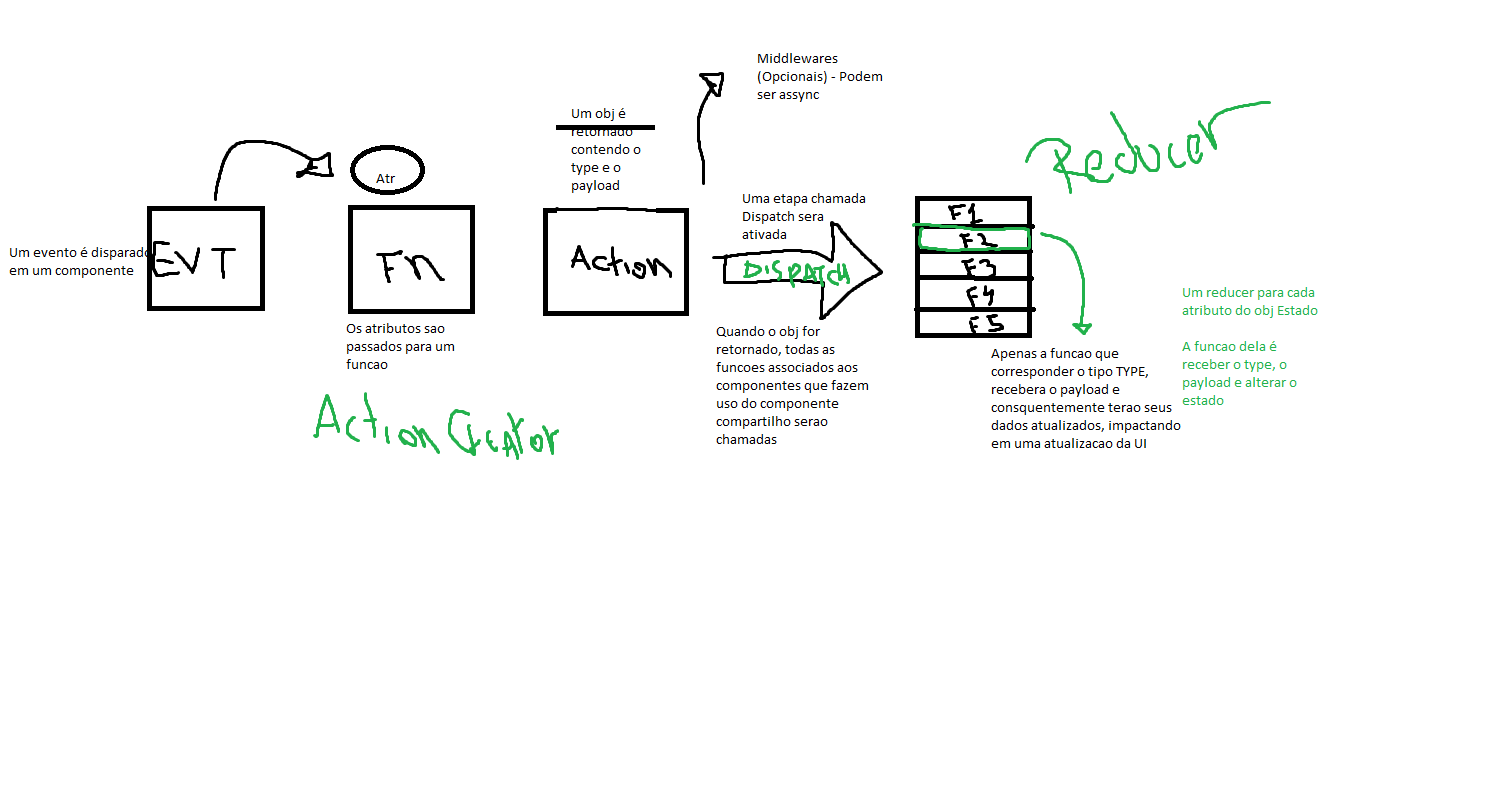 Um evento é disparado
em um componente
EVT
Atr
Fn
Os atributos sao
passados para um
funcao
Action Creator
Um obj é
retornado
contendo o
type e o
payload
Action
Middlewares
(Opcionais) - Podem
ser assync
Uma etapa chamada
Dispatch sera
ativada
DISPATCH
Quando o obj for
retornado, todas as
funcoes associados aos
componentes que fazem
uso do componente
compartilho serao
chamadas
Reducer
F1
F2
F3
F4
F5
Apenas a funcao que
corresponder o tipo TYPE,
recebera o payload e
consquentemente terao seus
dados atualizados, impactando
em uma atualizacao da UI
Um reducer para cada
atributo do obj Estado
A funcao dela é
receber o type, o
payload e alterar o
estado